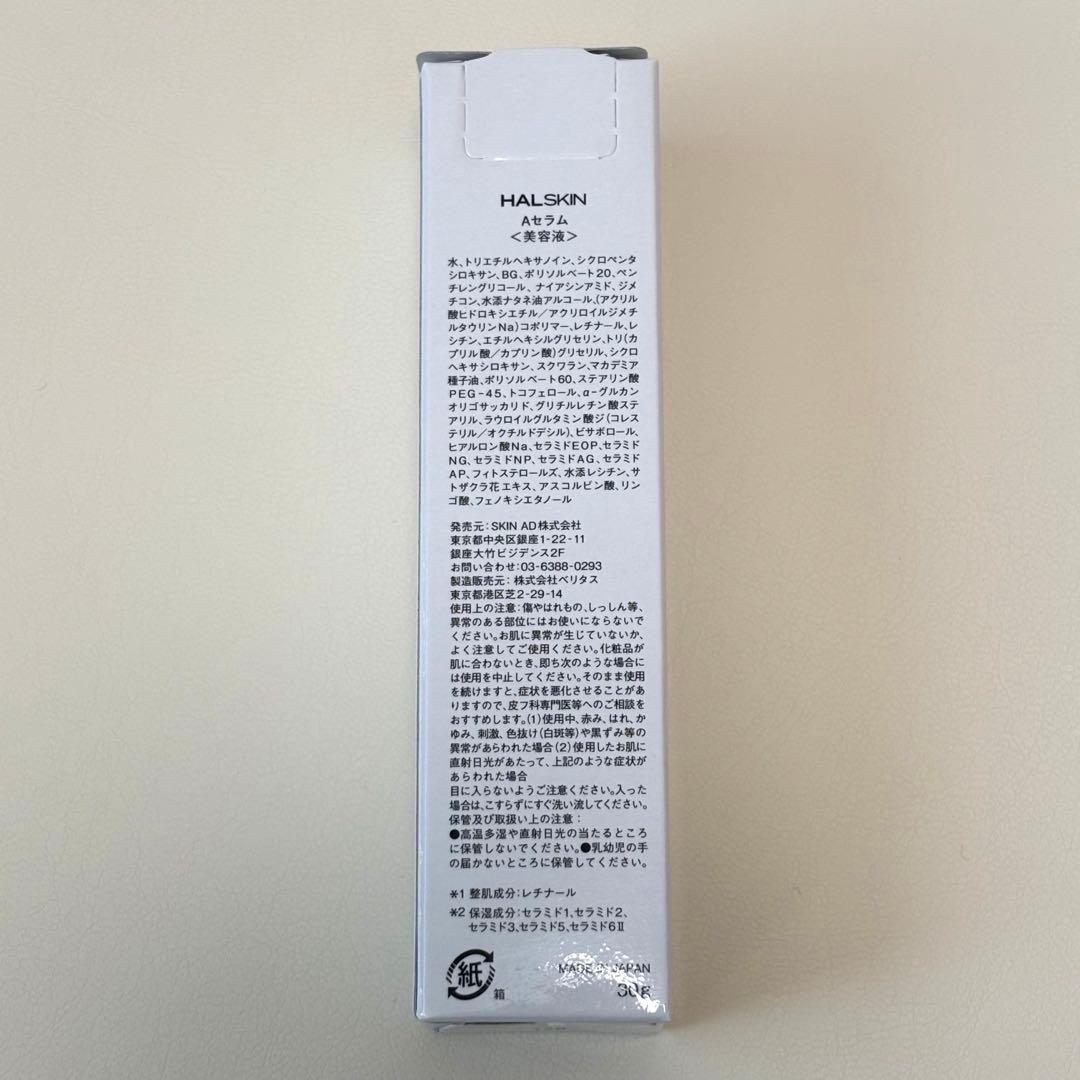 HALSKIN
Aセラム
<美容液>
水、トリエチルヘキサノイン、シクロペンタ
シロキサン、BG、ポリソルベート20、ペン
チレングリコール、ナイアシンアミド、ジメ
チコン、水添ナタネ油アルコール、(アクリル
酸ヒドロキシエチル/アクリロイルジメチ
ルタウリンNa)コポリマー、レチナール、レ
シチン、エチルヘキシルグリセリン、トリ(カ
プリル酸/カプリン酸)グリセリル、シクロ
ヘキサシロキサン、スクワラン、マカデミア
種子油、ポリソルベート60、ステアリン酸
PEG-45、トコフェロール、α-グルカン
オリゴサッカリド、グリチルレチン酸ステ
アリル、ラウロイルグルタミン酸ジ(コレス
テリル/オクチルドデシル)、ビサボロール、
ヒアルロン酸Na、セラミドEOP、セラミド
NG、セラミドNP、セラミドAG、セラミド
AP、フィトステロールズ、水添レシチン、サ
トザクラ花エキス、アスコルビン酸、リン
ゴ酸、フェノキシエタノール
発売元:SKIN AD株式会社
東京都中央区銀座1-22-11
銀座大竹ビジデンス2F
お問い合わせ:03-6388-0293
製造販売元:株式会社ベリタス
東京都港区芝2-29-14
使用上の注意:傷やはれもの、しっしん等、
異常のある部位にはお使いにならないで
ください。お肌に異常が生じていないか、
よく注意してご使用ください。化粧品が
肌に合わないとき、即ち次のような場合に
は使用を中止してください。そのまま使用
を続けますと、症状を悪化させることがあ
りますので、皮フ科専門医等へのご相談を
おすすめします。(1)使用中、赤み、はれ、か
ゆみ、刺激、色抜け(白斑等)や黒ずみ等の
異常があらわれた場合(2)使用したお肌に
直射日光があたって、上記のような症状が
あらわれた場合
目に入らないようご注意ください。入った
場合は、こすらずにすぐ洗い流してください。
保管及び取扱い上の注意:
●高温多湿や直射日光の当たるところ
に保管しないでください。●乳幼児の手
の届かないところに保管してください。
*1 整肌成分:レチナール
*2 保湿成分:セラミド1、セラミド2、
セラミド3、セラミド5、セラミド6Ⅱ
紙
箱
MADE IN JAPAN
30g